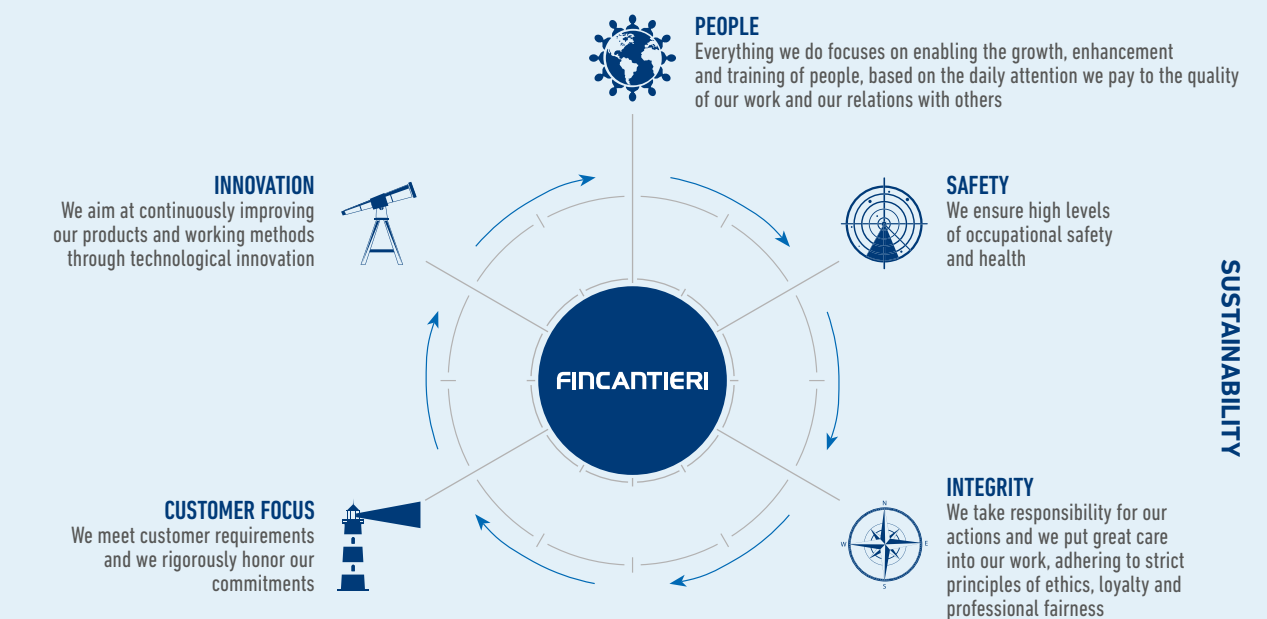 PEOPLE
Everything we do focuses on enabling the growth, enhancement
and training of people, based on the daily attention we pay to the quality
of our work and our relations with others
INNOVATION
We aim at continuously improving
our products and working methods
through technological innovation
SAFETY
We ensure high levels
of occupational safety
and health
SUSTAINABILITY
FINCANTIERI
CUSTOMER FOCUS
We meet customer requirements
and we rigorously honor our
commitments
N
W
E
S
INTEGRITY
We take responsibility for our
actions and we put great care
into our work, adhering to strict
principles of ethics, loyalty and
professional fairness